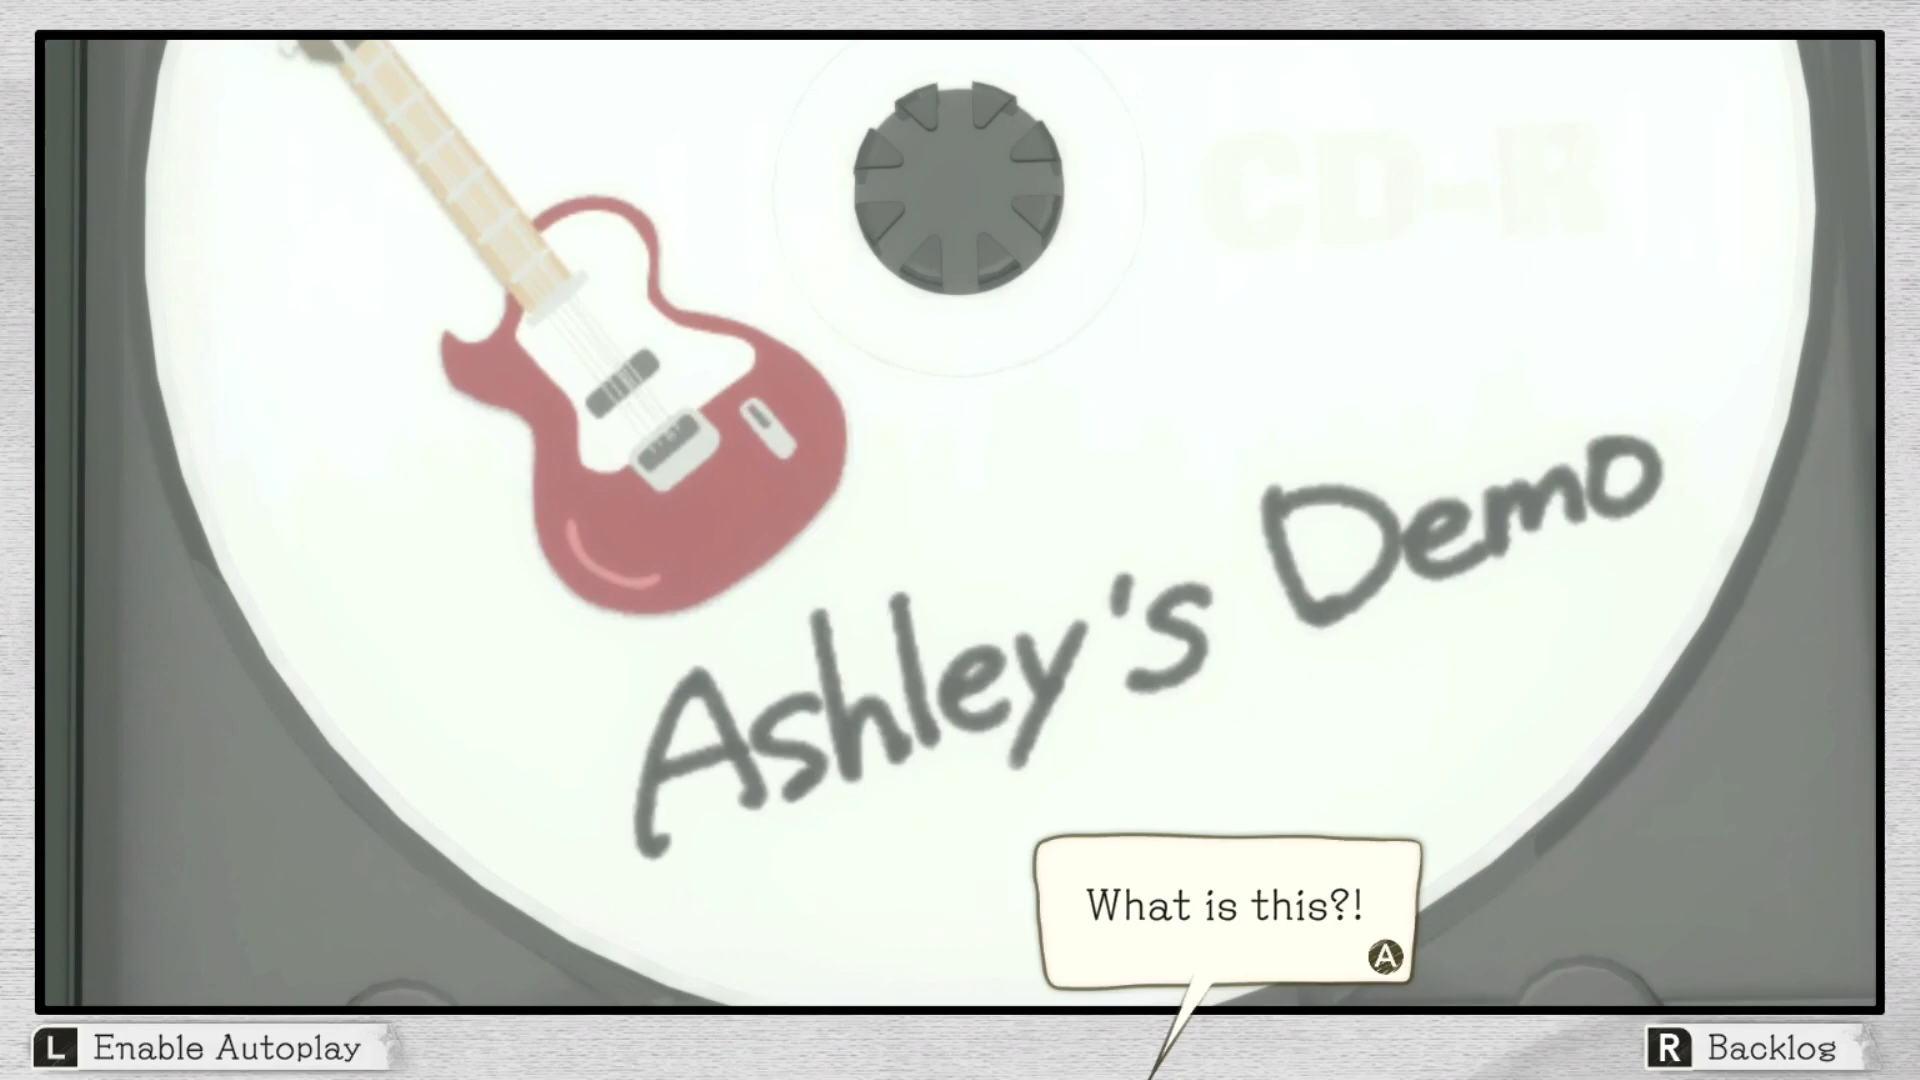 CD-R
Ashley's Demo
What is this?!
A
L Enable Autoplay
R Backlog